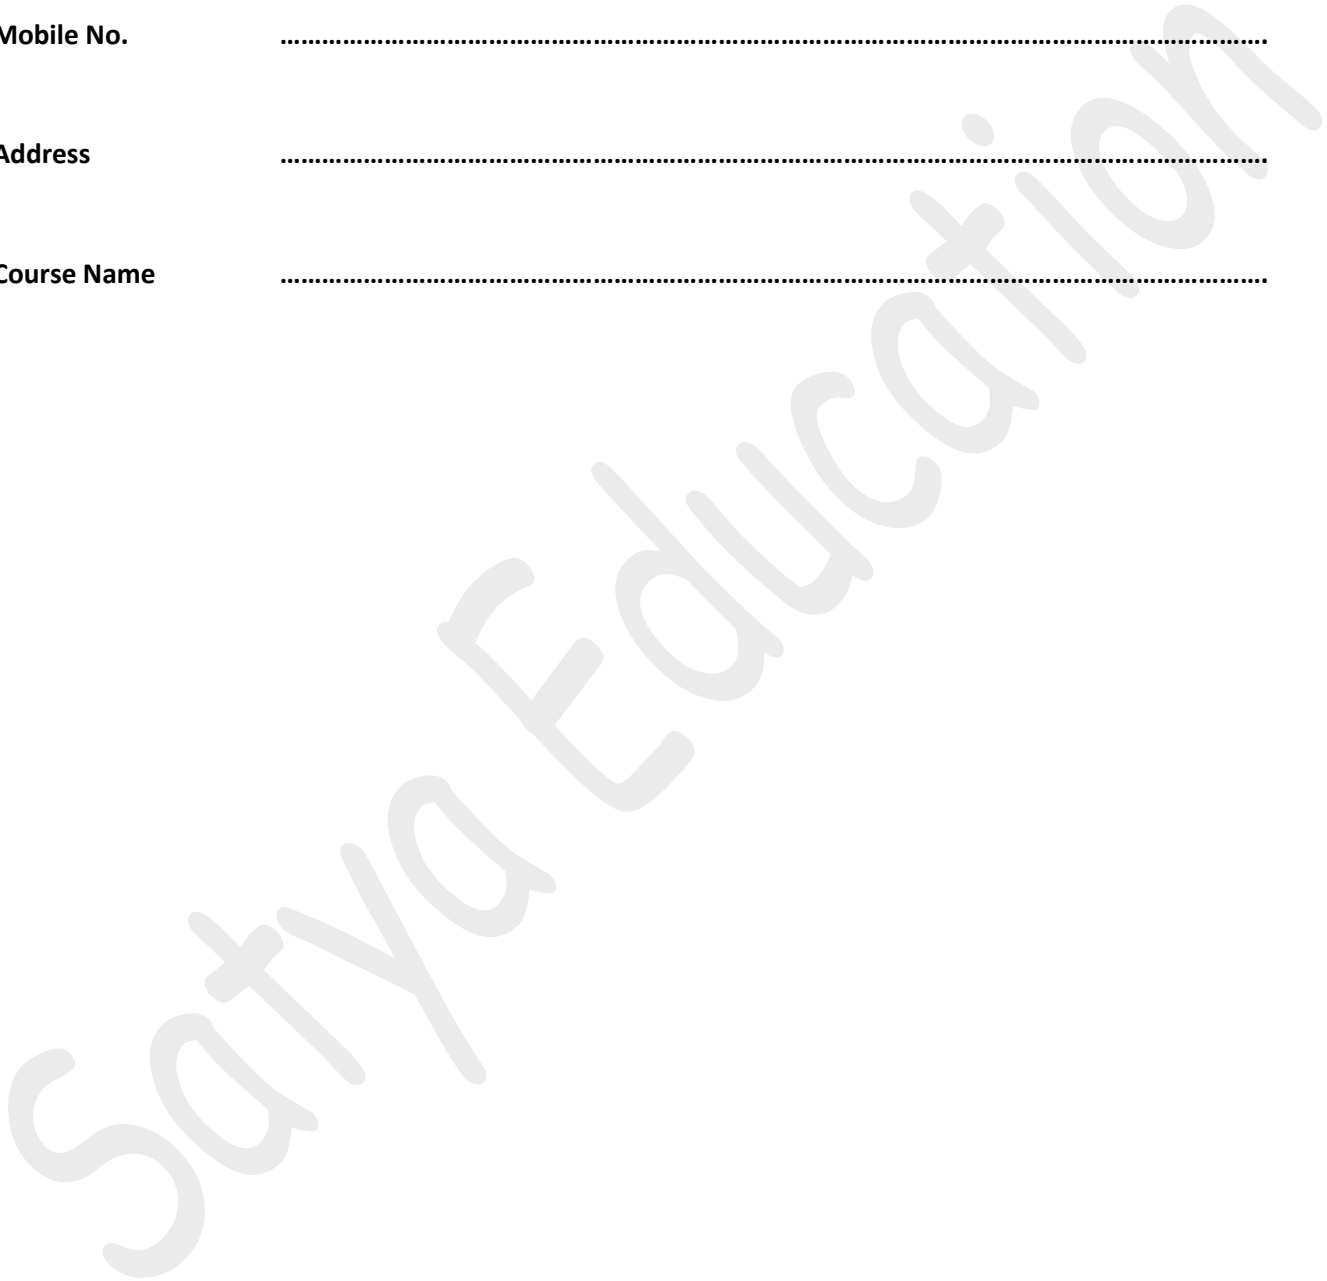 Mobile No. ……………………………………………………………………………………………………………………………….
Address ……………………………………………………………………………………………………………………………….
Course Name ……………………………………………………………………………………………………………………………….
Satya Education